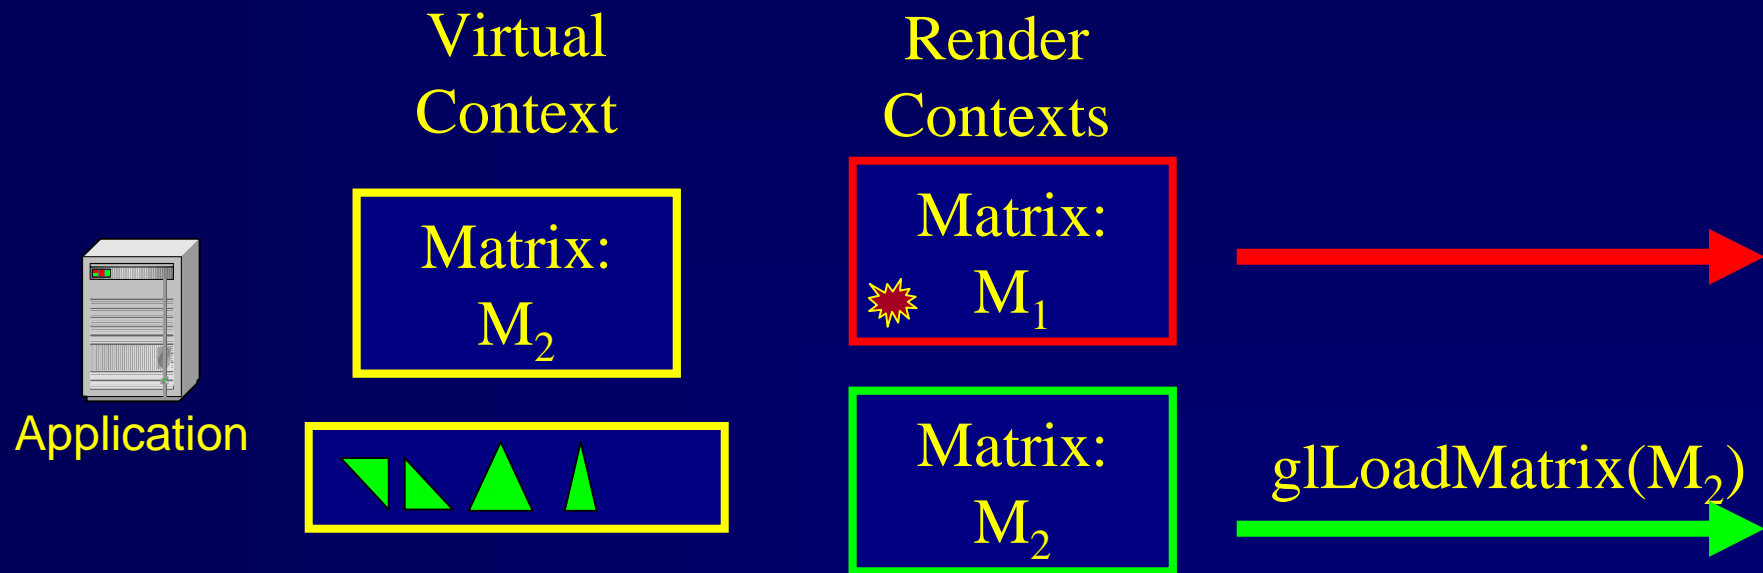 Virtual
Context
Render
Contexts
Matrix:
M₂
Matrix:
M₁
Application
Matrix:
M₂
glLoadMatrix(M₂)